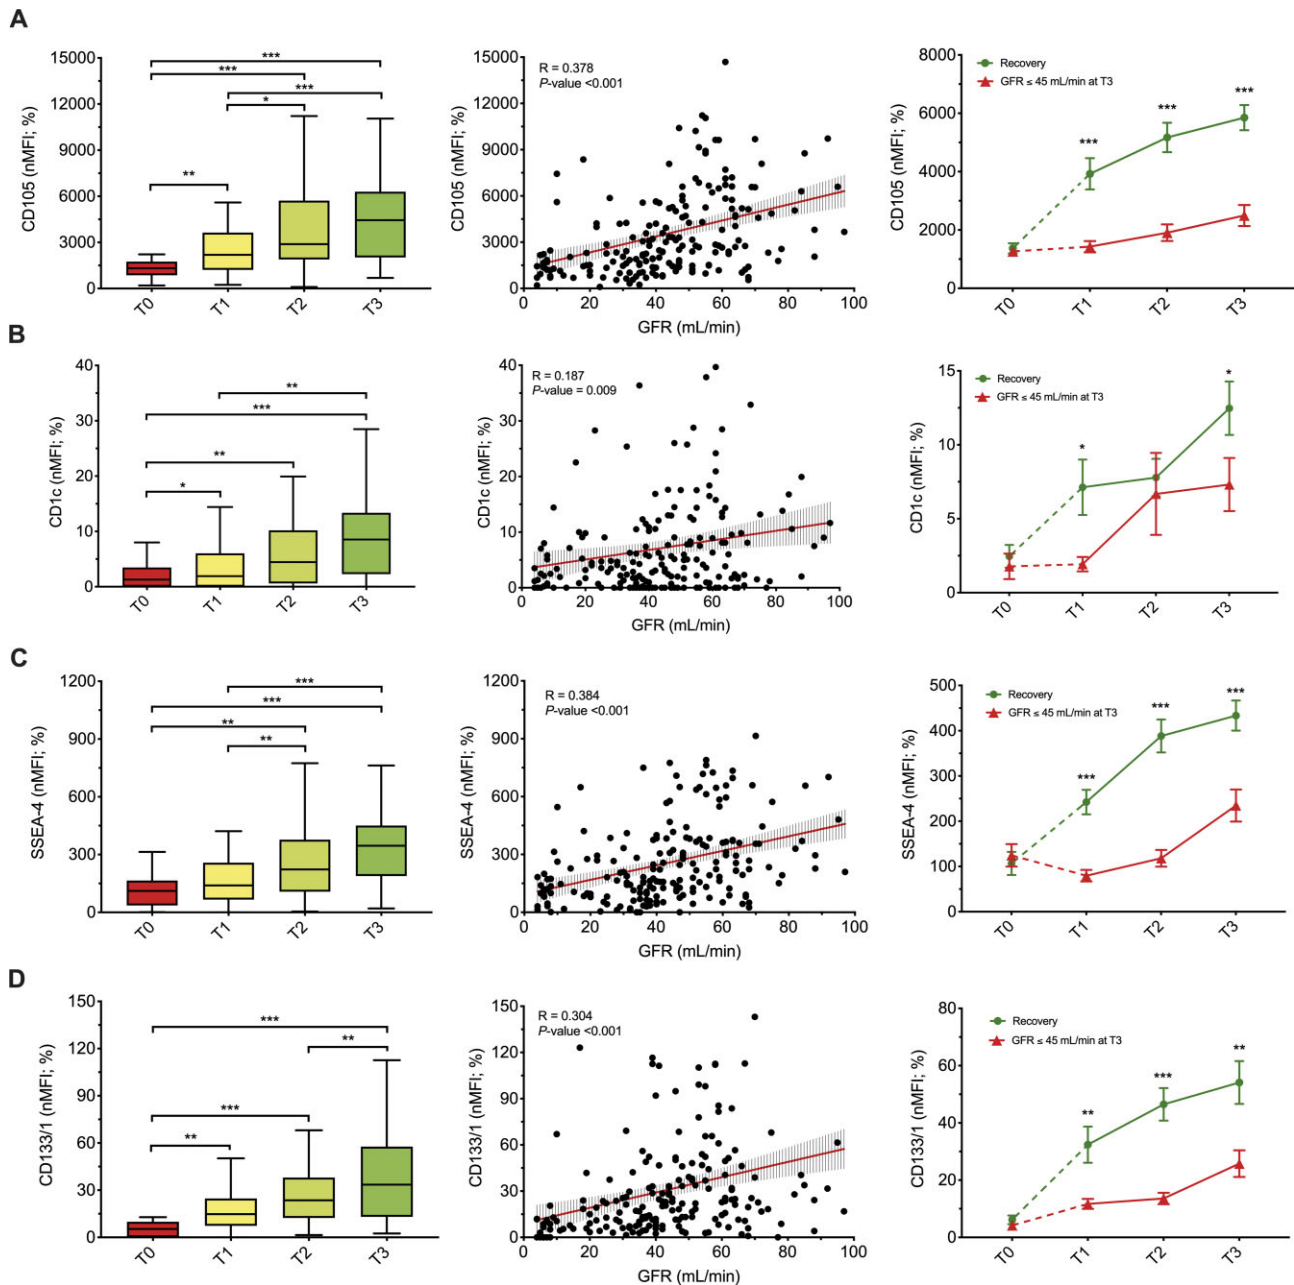 A
CD105 (nMFI; %)
15000
12000
9000
6000
3000
0
***
***
***
*
**
T0 T1 T2 T3
CD105 (nMFI; %)
15000
12000
9000
6000
3000
0
R = 0.378
P-value <0.001
0 20 40 60 80 100
GFR (mL/min)
CD105 (nMFI; %)
8000
6000
4000
2000
0
Recovery
GFR ≤ 45 mL/min at T3
*** *** ***
T0 T1 T2 T3
B
CD1c (nMFI; %)
40
30
20
10
0
**
***
**
*
T0 T1 T2 T3
CD1c (nMFI; %)
40
30
20
10
0
R = 0.187
P-value = 0.009
0 20 40 60 80 100
GFR (mL/min)
CD1c (nMFI; %)
15
10
5
0
Recovery
GFR ≤ 45 mL/min at T3
* *
T0 T1 T2 T3
C
SSEA-4 (nMFI; %)
1200
900
600
300
0
***
***
**
**
T0 T1 T2 T3
SSEA-4 (nMFI; %)
1200
900
600
300
0
R = 0.384
P-value <0.001
0 20 40 60 80 100
GFR (mL/min)
SSEA-4 (nMFI; %)
500
400
300
200
100
0
Recovery
GFR ≤ 45 mL/min at T3
*** *** ***
T0 T1 T2 T3
D
CD133/1 (nMFI; %)
150
120
90
60
30
0
***
**
***
**
T0 T1 T2 T3
CD133/1 (nMFI; %)
150
120
90
60
30
0
R = 0.304
P-value <0.001
0 20 40 60 80 100
GFR (mL/min)
CD133/1 (nMFI; %)
80
60
40
20
0
Recovery
GFR ≤ 45 mL/min at T3
** *** **
T0 T1 T2 T3